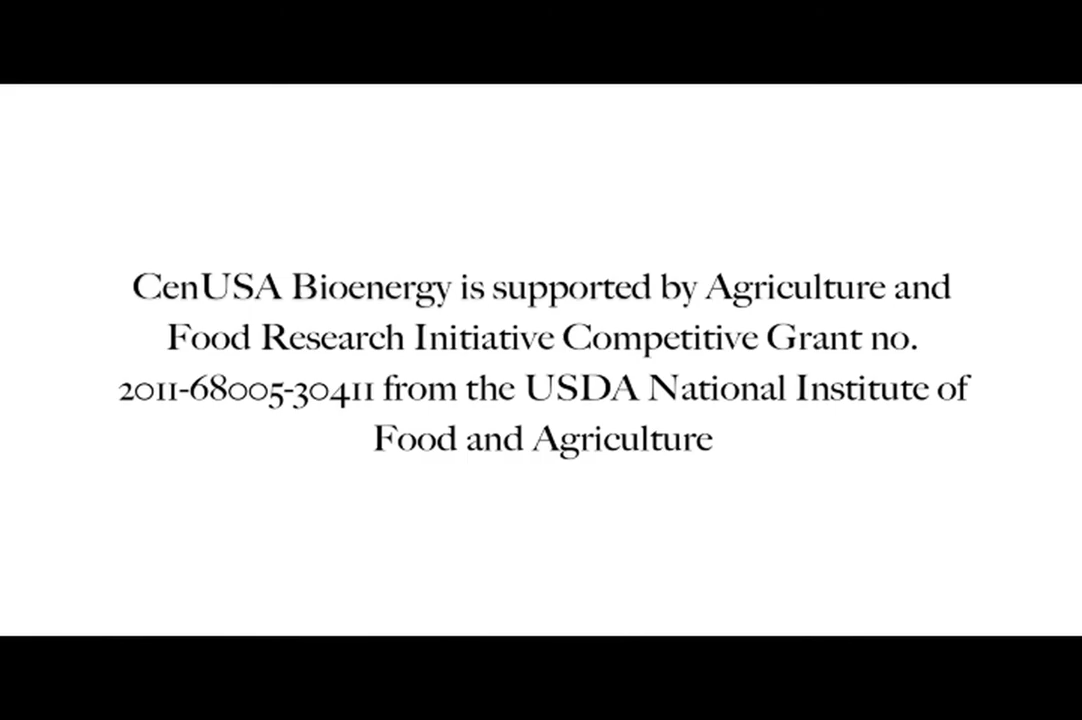 CenUSA Bioenergy is supported by Agriculture and
Food Research Initiative Competitive Grant no.
2011-68005-30411 from the USDA National Institute of
Food and Agriculture